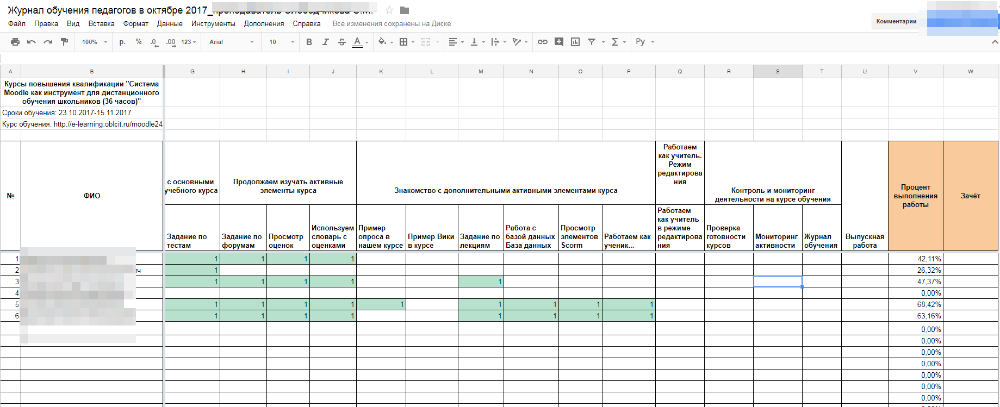 Журнал обучения педагогов в октябре 2017_
Файл Правка Вид Вставка Формат Данные Инструменты Дополнения Справка Все изменения сохранены на Диске
Комментарии
100% р. % .0 .00 123 Arial 10 B I S A Σ Ру
A B G H I J K L M N O P Q R S T U V W
Курсы повышения квалификации "Система
Moodle как инструмент для дистанционного
обучения школьников (36 часов)"
Сроки обучения: 23.10.2017-15.11.2017
Курс обучения: http://e-learning.oblcit.ru/moodle24
№
ФИО
с основными
учебного курса
Продолжаем изучать активные
элементы курса
Знакомство с дополнительными активными элементами курса
Работаем
как учитель.
Режим
редактирова
ния
Контроль и мониторинг
деятельности на курсе обучения
Процент
выполнения
работы
Зачёт
Задание по
тестам
Задание по
форумам
Просмотр
оценок
Используем
словарь с
оценками
Пример
опроса в
нашем курсе
Пример Вики
в курсе
Задание по
лекциям
Работа с
базой данных
База данных
Просмотр
элементов
Scorm
Работаем как
ученик...
Работаем
как учитель
в режиме
редактирова
ния
Проверка
готовности
курсов
Мониторинг
активности
Журнал
обучения
Выпускная
работа
1 1 1 1 1 42,11%
2 ич 1 26,32%
3 1 1 1 1 1 47,37%
4 0,00%
5 1 1 1 1 1 1 1 1 1 68,42%
6 1 1 1 1 1 1 1 1 63,16%
0,00%
0,00%
0,00%
0,00%
0,00%
0,00%
0,00%